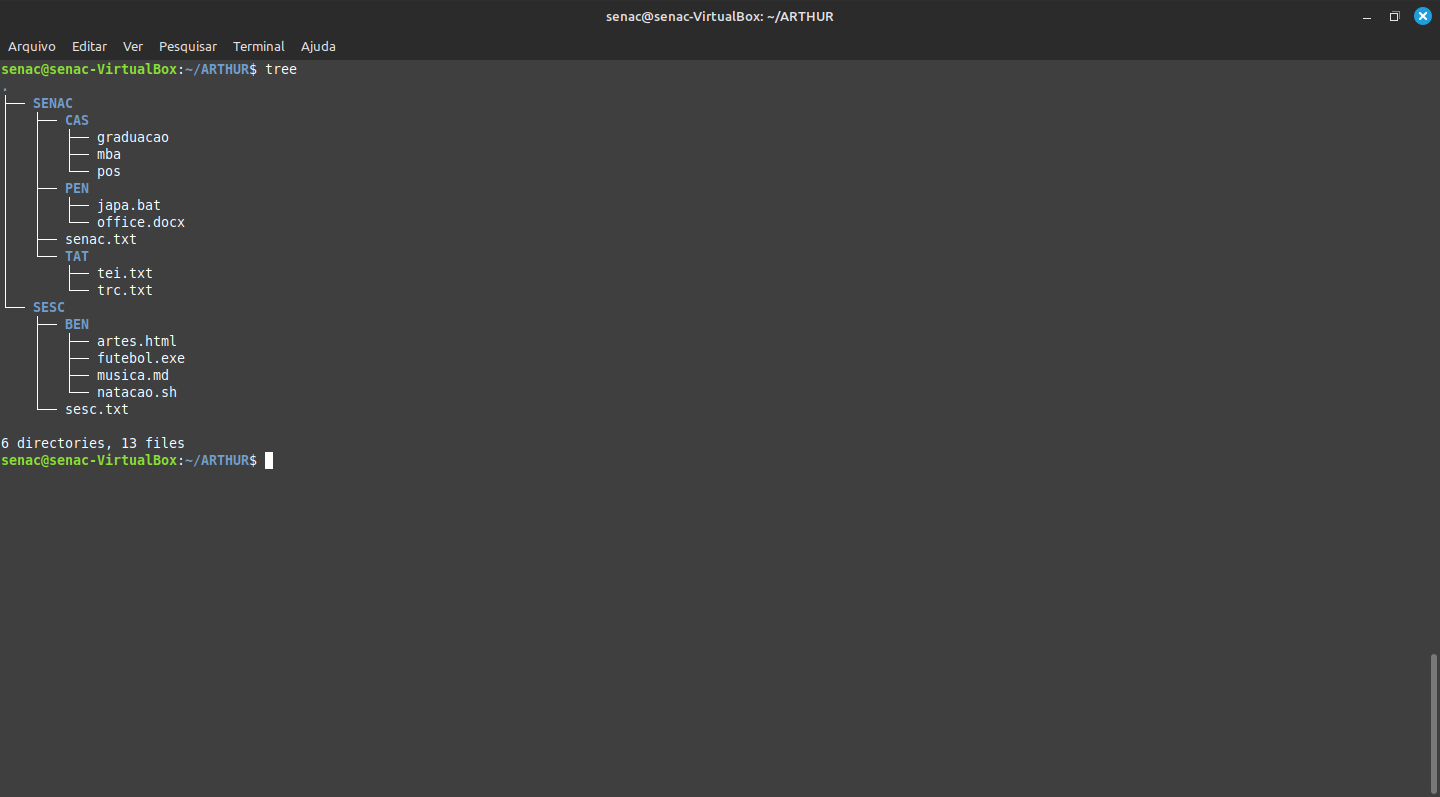 senac@senac-VirtualBox: ~/ARTHUR
Arquivo Editar Ver Pesquisar Terminal Ajuda
senac@senac-VirtualBox:~/ARTHUR$ tree
.
├── SENAC
│   ├── CAS
│   │   ├── graduacao
│   │   ├── mba
│   │   └── pos
│   ├── PEN
│   │   ├── japa.bat
│   │   └── office.docx
│   ├── senac.txt
│   └── TAT
│       ├── tei.txt
│       └── trc.txt
└── SESC
    ├── BEN
    │   ├── artes.html
    │   ├── futebol.exe
    │   ├── musica.md
    │   └── natacao.sh
    └── sesc.txt
6 directories, 13 files
senac@senac-VirtualBox:~/ARTHUR$